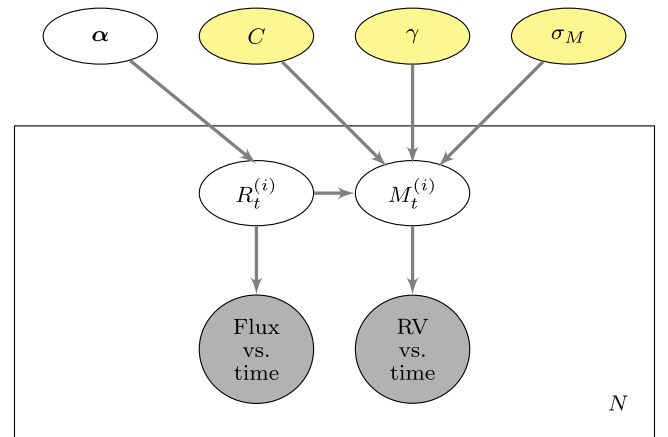 α
C
γ
σ_M
R_t^{(i)}
M_t^{(i)}
Flux
vs.
time
RV
vs.
time
N